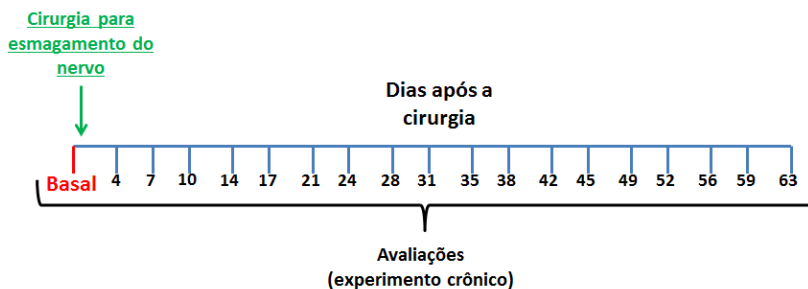 Cirurgia para
esmagamento do
nervo
Dias após a
cirurgia
Basal 4 7 10 14 17 21 24 28 31 35 38 42 45 49 52 56 59 63
Avaliações
(experimento crônico)